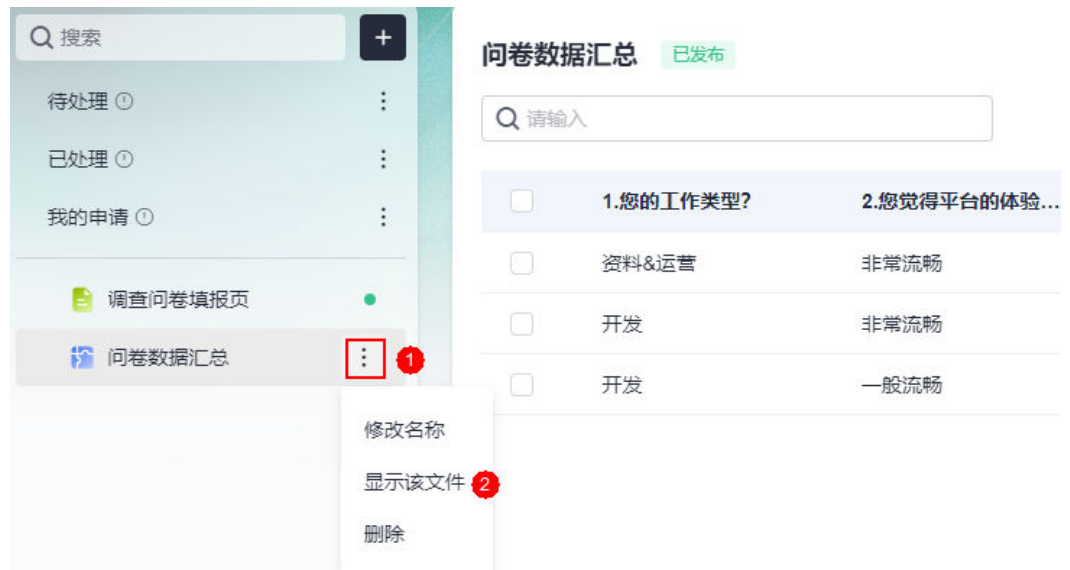 搜索
+
待处理
已处理
我的申请
调查问卷填报页
问卷数据汇总
1
修改名称
显示该文件 2
删除
问卷数据汇总 已发布
请输入
1.您的工作类型? 2.您觉得平台的体验...
资料&运营 非常流畅
开发 非常流畅
开发 一般流畅